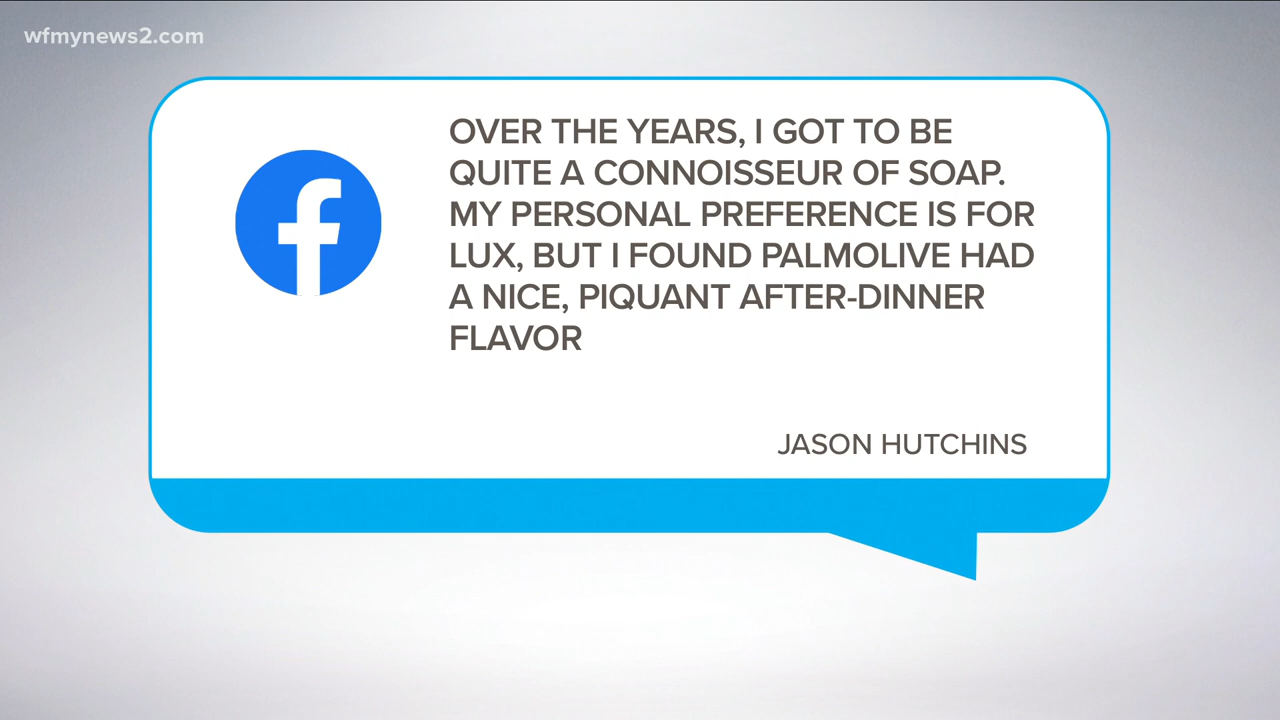 wfmynews2.com
OVER THE YEARS, I GOT TO BE
QUITE A CONNOISSEUR OF SOAP.
MY PERSONAL PREFERENCE IS FOR
LUX, BUT I FOUND PALMOLIVE HAD
A NICE, PIQUANT AFTER-DINNER
FLAVOR
JASON HUTCHINS